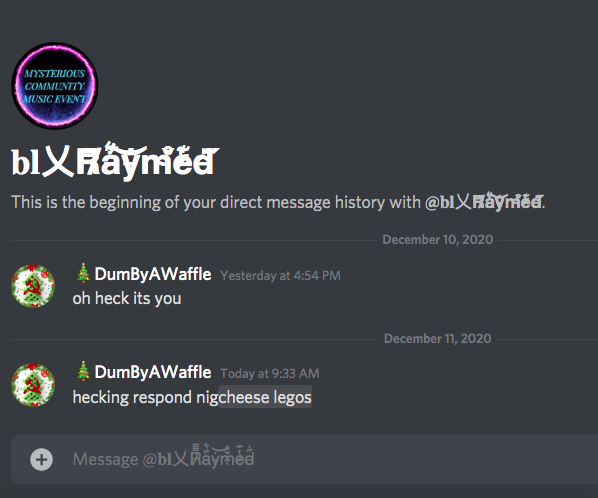 MYSTERIOUS
COMMUNITY
MUSIC EVENT
bl乂Raymed
This is the beginning of your direct message history with @bl乂Raymed.
December 10, 2020
🎄DumByAWaffle Yesterday at 4:54 PM
oh heck its you
December 11, 2020
🎄DumByAWaffle Today at 9:33 AM
hecking respond nigcheese legos
Message @bl乂Raymed